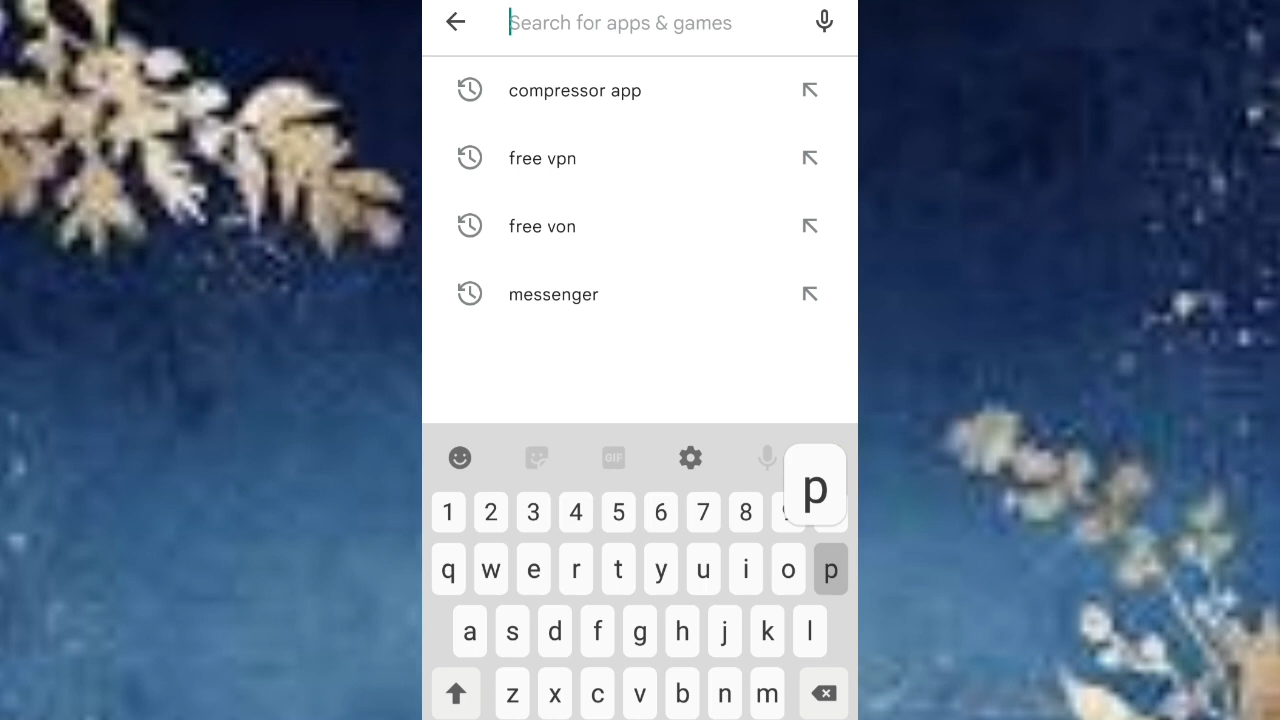 Search for apps & games
compressor app
free vpn
free von
messenger
GIF
p
1 2 3 4 5 6 7 8
q w e r t y u i o p
a s d f g h j k l
z x c v b n m